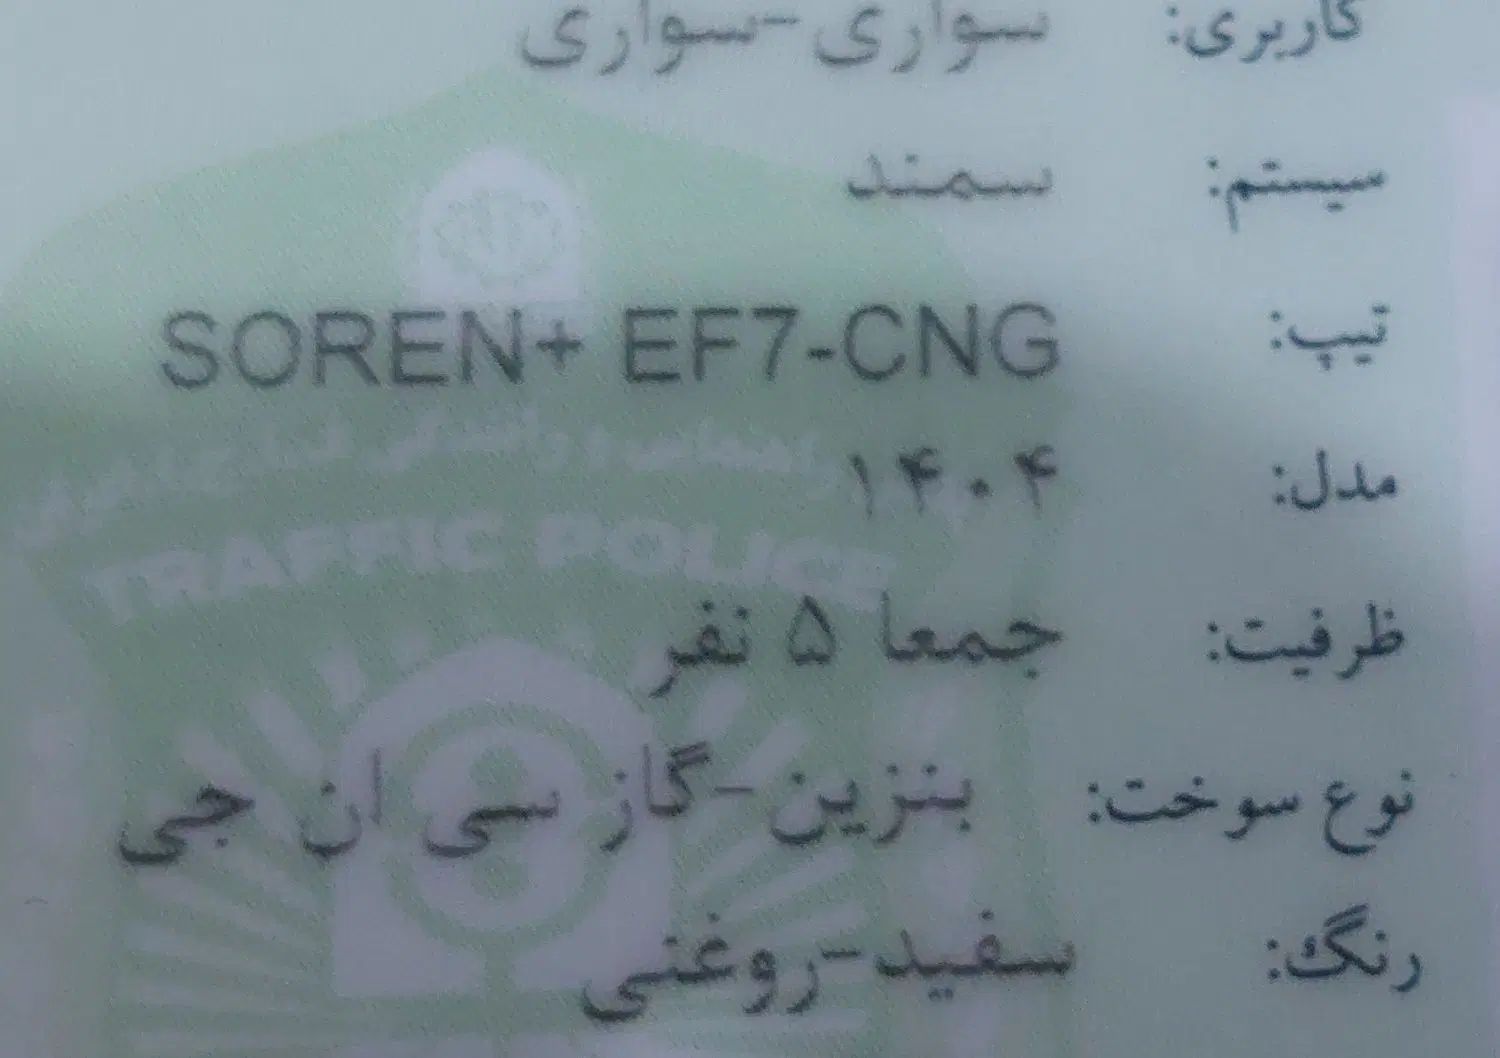 کاربری: سواری-سواری
سیستم: سمند
تیپ: SOREN+ EF7-CNG
مدل: ۱۴۰۴
TRAFFIC POLICE
ظرفیت: جمعا ۵ نفر
نوع سوخت: بنزین-گاز سی ان جی
رنگ: سفید-روغنی